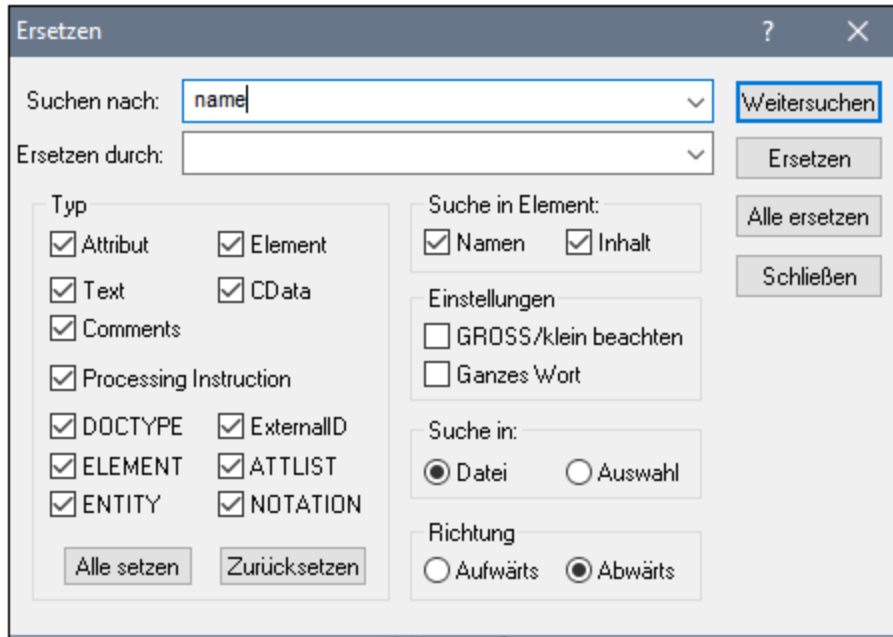 Ersetzen ?
Suchen nach: name Weitersuchen
Ersetzen durch: Ersetzen
Typ Suche in Element: Alle ersetzen
Attribut Element Namen Inhalt
Text CData Einstellungen Schließen
Comments GROSS/klein beachten
Processing Instruction Ganzes Wort
DOCTYPE ExternalID Suche in:
ELEMENT ATTLIST Datei Auswahl
ENTITY NOTATION Richtung
Alle setzen Zurücksetzen Aufwärts Abwärts